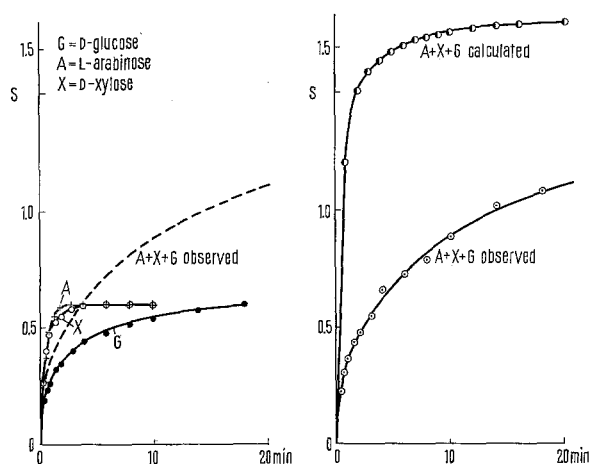 G = D-glucose
A = L-arabinose
X = D-xylose
1.5
S
1.0
0.5
0
A+X+G observed
A
X
G
10
20 min
1.5
S
1.0
0.5
0
A+X+G calculated
A+X+G observed
10
20 min